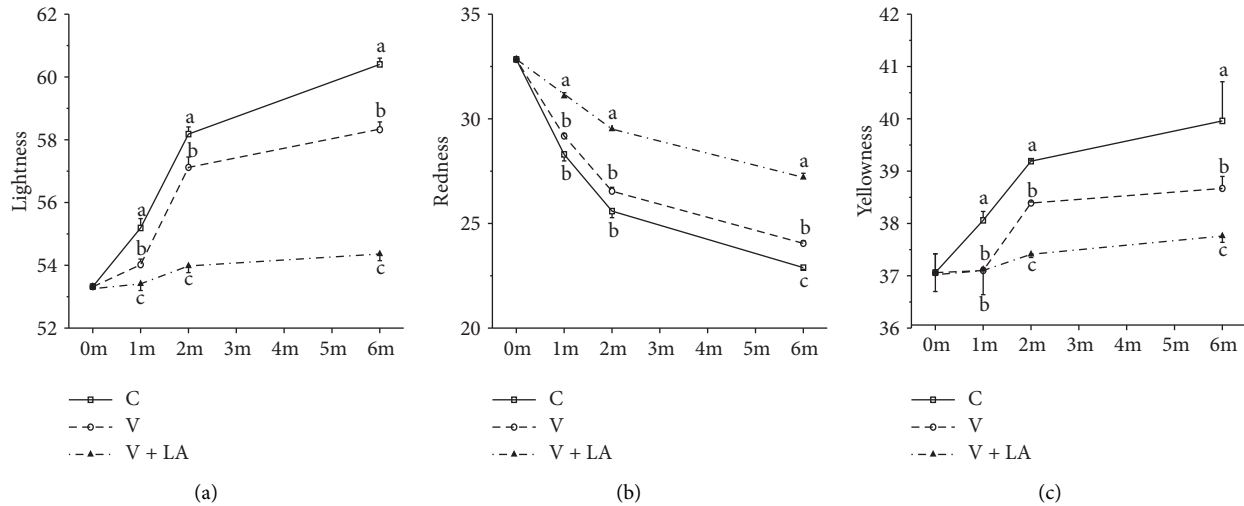 62
60
58
56
54
52
Lightness
a
a
a
b
b
b
c
c
c
0m 1m 2m 3m 4m 5m 6m
C
V
V + LA
(a)
35
30
25
20
Redness
a
a
a
b
b
b
b
b
c
0m 1m 2m 3m 4m 5m 6m
C
V
V + LA
(b)
42
41
40
39
38
37
36
Yellowness
a
a
a
b
b
b
b
c
c
0m 1m 2m 3m 4m 5m 6m
C
V
V + LA
(c)